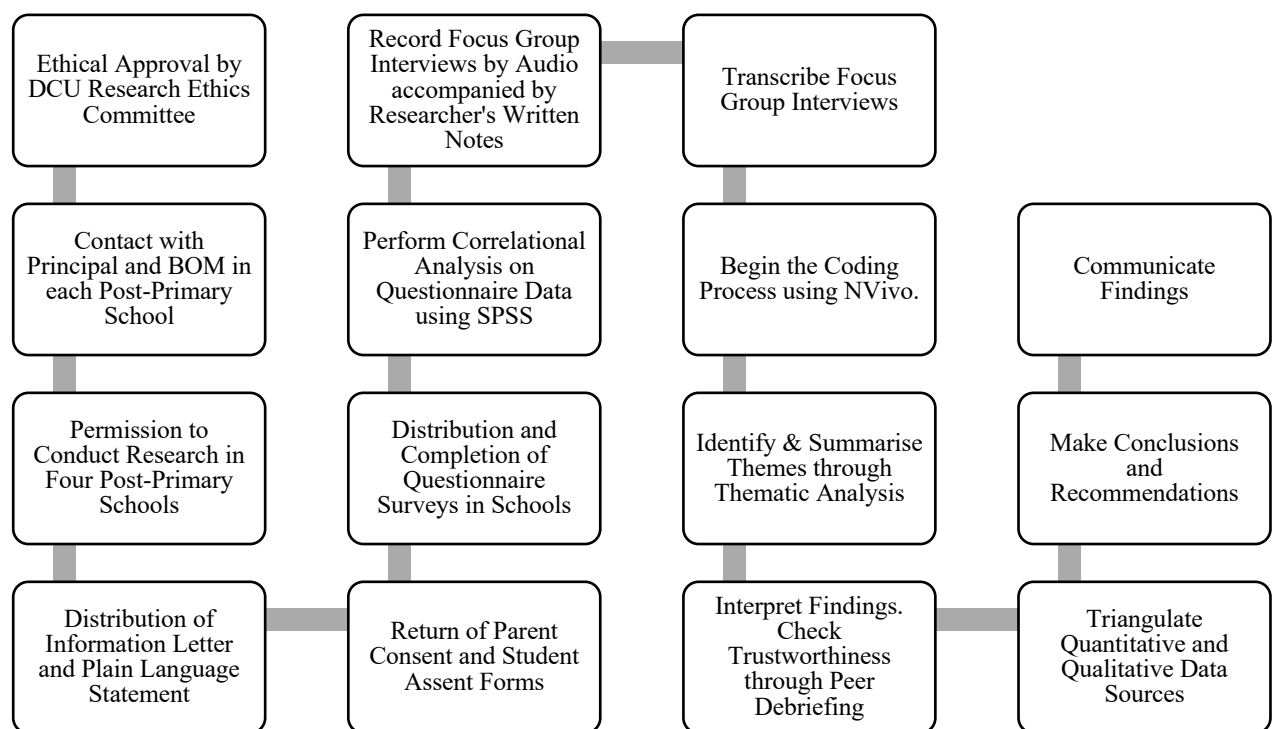 Ethical Approval by
DCU Research Ethics
Committee
Contact with
Principal and BOM in
each Post-Primary
School
Permission to
Conduct Research in
Four Post-Primary
Schools
Distribution of
Information Letter
and Plain Language
Statement
Return of Parent
Consent and Student
Assent Forms
Distribution and
Completion of
Questionnaire
Surveys in Schools
Perform Correlational
Analysis on
Questionnaire Data
using SPSS
Record Focus Group
Interviews by Audio
accompanied by
Researcher's Written
Notes
Transcribe Focus
Group Interviews
Begin the Coding
Process using NVivo.
Identify & Summarise
Themes through
Thematic Analysis
Interpret Findings.
Check
Trustworthiness
through Peer
Debriefing
Triangulate
Quantitative and
Qualitative Data
Sources
Make Conclusions
and
Recommendations
Communicate
Findings